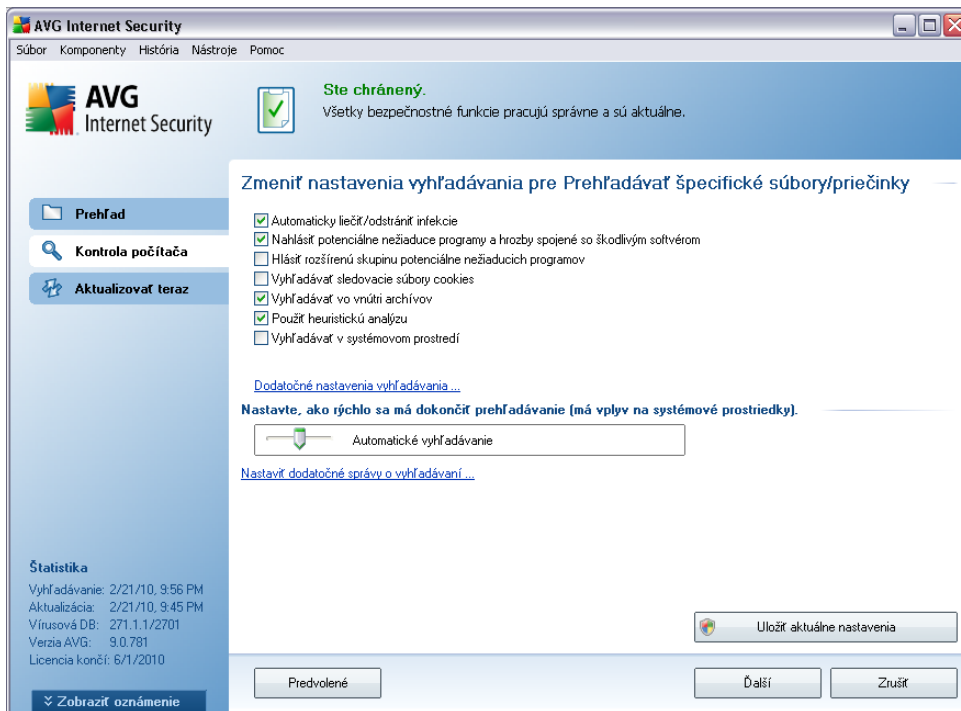 AVG Internet Security
Súbor Komponenty História Nástroje Pomoc
AVG
Internet Security
Ste chránený.
Všetky bezpečnostné funkcie pracujú správne a sú aktuálne.
Prehľad
Kontrola počítača
Aktualizovať teraz
Zmeniť nastavenia vyhľadávania pre Prehľadávať špecifické súbory/priečinky
Automaticky liečiť/odstrániť infekcie
Nahlásiť potenciálne nežiaduce programy a hrozby spojené so škodlivým softvérom
Hlásiť rozšírenú skupinu potenciálne nežiaducich programov
Vyhľadávať sledovacie súbory cookies
Vyhľadávať vo vnútri archívov
Použiť heuristickú analýzu
Vyhľadávať v systémovom prostredí
Dodatočné nastavenia vyhľadávania ...
Nastavte, ako rýchlo sa má dokončiť prehľadávanie (má vplyv na systémové prostriedky).
Automatické vyhľadávanie
Nastaviť dodatočné správy o vyhľadávaní ...
Štatistika
Vyhľadávanie: 2/21/10, 9:56 PM
Aktualizácia: 2/21/10, 9:45 PM
Vírusová DB: 271.1.1/2701
Verzia AVG: 9.0.781
Licencia končí: 6/1/2010
Zobraziť oznámenie
Uložiť aktuálne nastavenia
Predvolené
Ďalší
Zrušiť